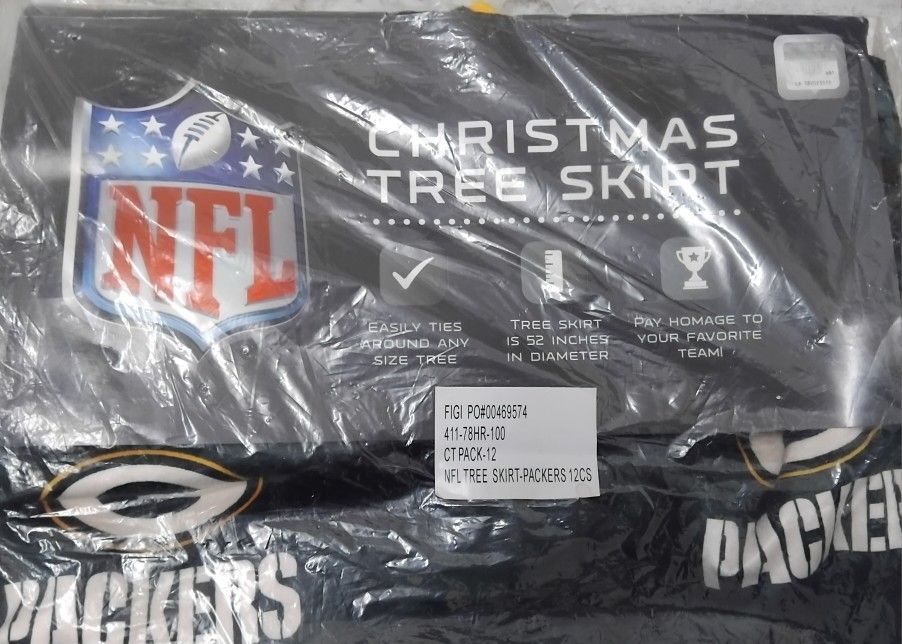 NFL
CHRISTMAS
TREE SKIRT
EASILY TIES
AROUND ANY
SIZE TREE
TREE SKIRT
IS 52 INCHES
IN DIAMETER
PAY HOMAGE TO
YOUR FAVORITE
TEAM!
FIGI PO#00469574
411-78HR-100
CT PACK-12
NFL TREE SKIRT-PACKERS 12CS
PACKERS
PACKER